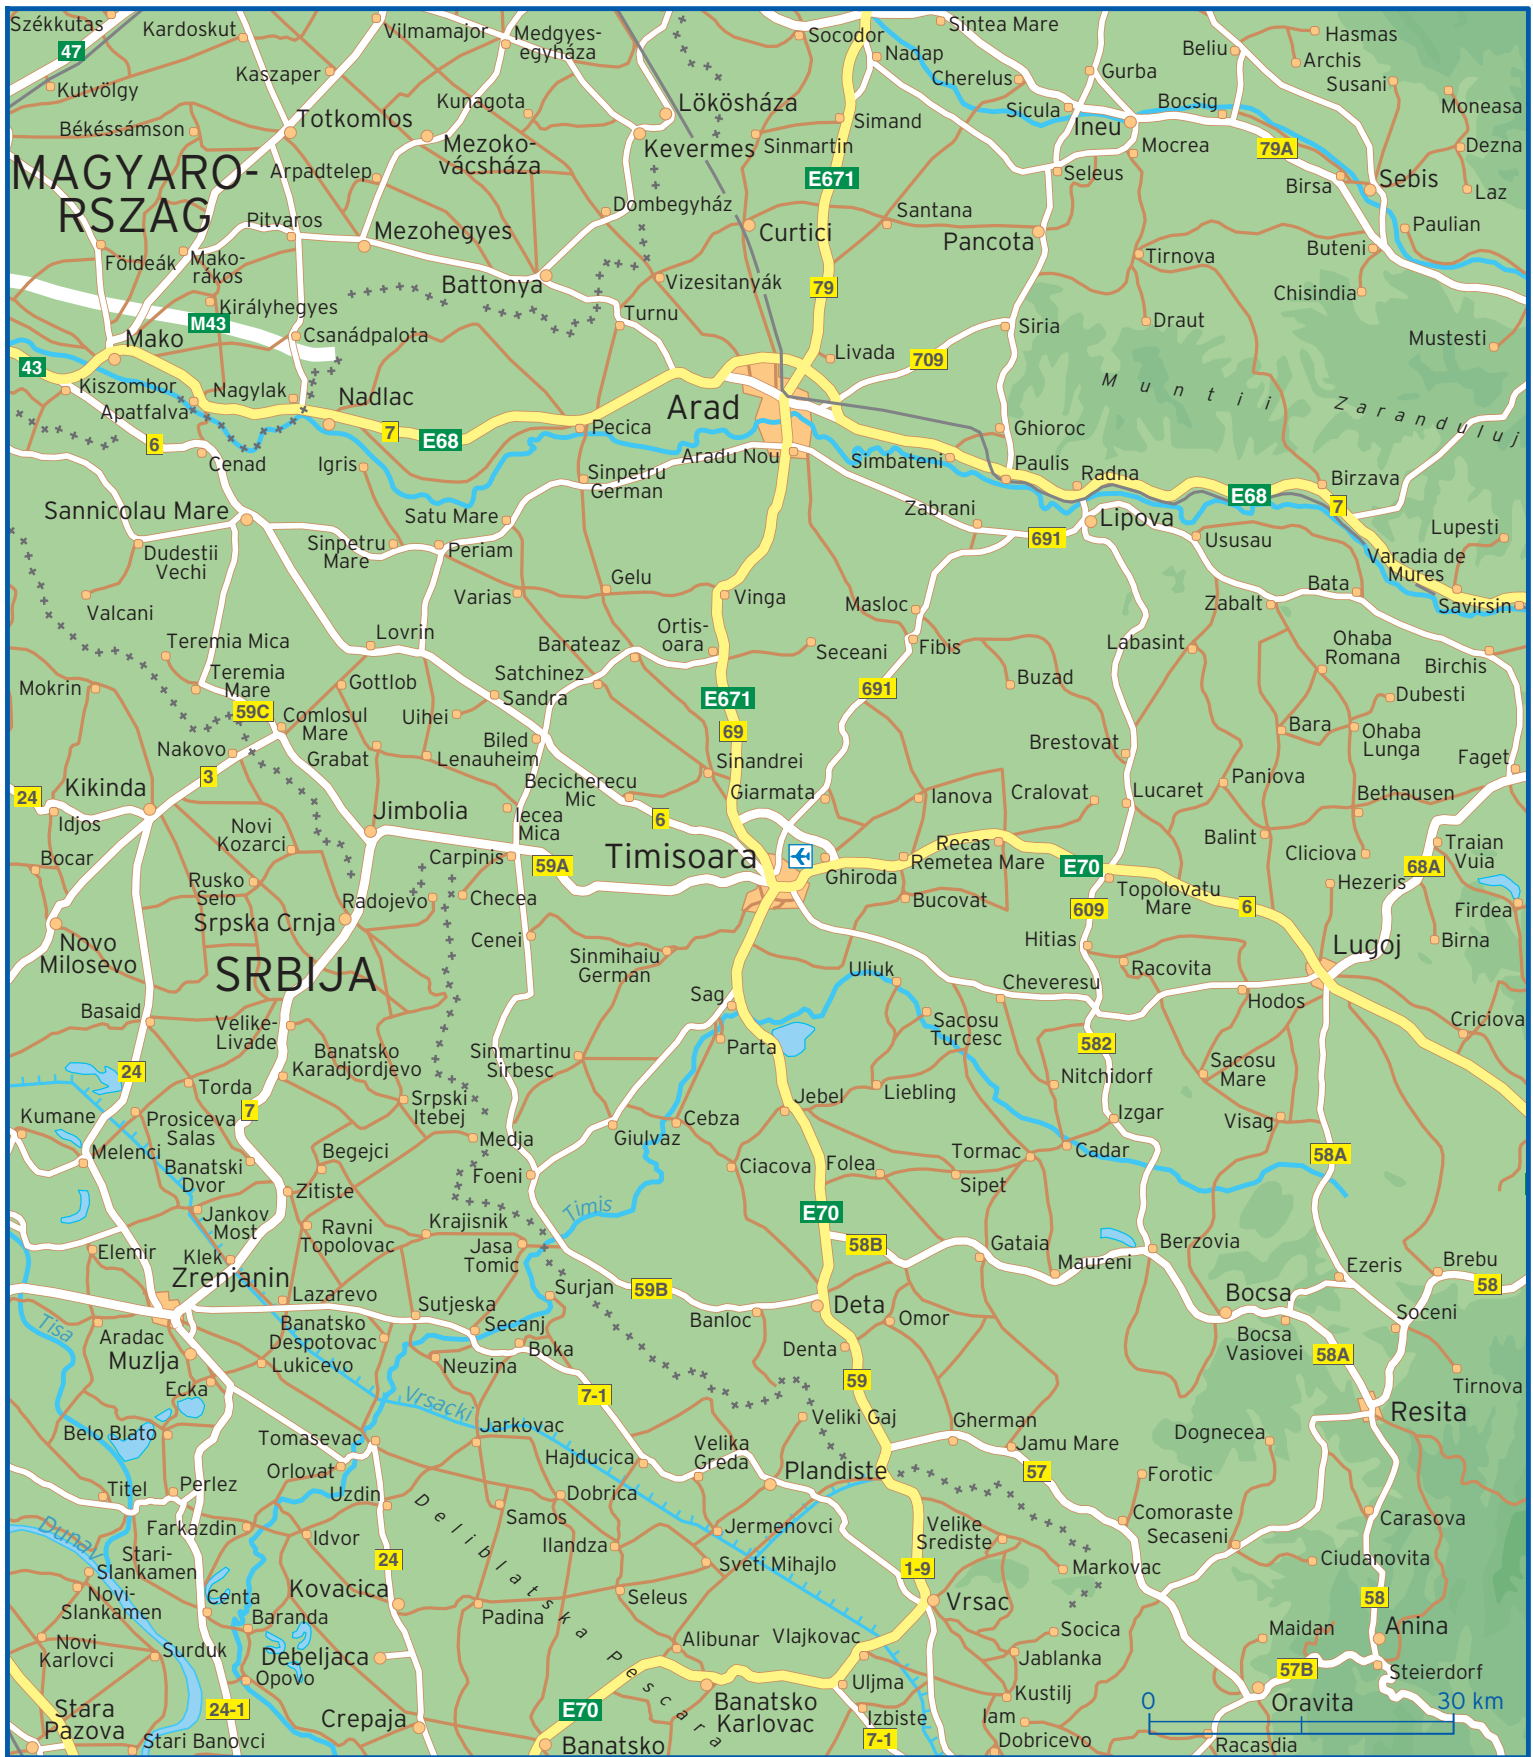 Székkutas
Kardoskut
Vilmamajor
Medgyes-
egyháza
Socodor
Sintea Mare
Hasmas
Beliu
Archis
47
Nadap
Susani
Kaszaper
Cherelus
Gurba
Kutvölgy
Kunagota
Lökösháza
Sicula
Bocsig
Moneasa
Békéssámson
Totkomlos
Simand
Ineu
Mezoko-
vácsháza
Kevermes
Sinmartin
Mocrea
79A
Dezna
MAGYARO-
RSZAG
Arpadtelep
E671
Seleus
Birsa
Sebis
Laz
Pitvaros
Dombegyház
Santana
Paulian
Mezohegyes
Curtici
Pancota
Buteni
Földeák
Mako-
rákos
Battonya
Vizesitanyák
Tirnova
79
Chisindia
Királyhegyes
M43
Turnu
Siria
Draut
Mako
Csanádpalota
Livada
709
Mustesti
43
Kiszombor
Nagylak
Nadlac
Arad
Muntii Zarandului
Apatfalva
7
E68
Pecica
Ghioroc
6
Cenad
Igris
Aradu Nou
Simbateni
Paulis
Radna
Birzava
Sinpetru
German
E68
7
Sannicolau Mare
Satu Mare
Zabrani
Lipova
Lupesti
Dudestii
Vechi
Sinpetru
Mare
Periam
691
Ususau
Varadia de
Mures
Valcani
Varias
Gelu
Vinga
Masloc
Zabalt
Bata
Savirsin
Teremia Mica
Lovrin
Barateaz
Ortis-
oara
Seceani
Fibis
Labasint
Ohaba
Romana
Birchis
Teremia
Mare
Gottlob
Satchinez
Sandra
Mokrin
59C
Comlosul
Mare
Uihei
E671
691
Buzad
Dubesti
Nakovo
Grabat
Lenauheim
Biled
69
Brestovat
Bara
Ohaba
Lunga
Faget
3
Kikinda
24
Becicherecu
Mic
Sinandrei
Paniova
Idjos
Jimbolia
Iecea
Mica
6
Giarmata
Ianova
Cralovat
Lucaret
Bethausen
Novi
Kozarci
Bocar
Carpinis
59A
Timisoara
Recas
Remetea Mare
Balint
Cliciova
Traian
Vuia
68A
Rusko
Selo
Radojevo
Checea
Ghiroda
E70
Topolovatu
Mare
Hezeris
Srpska Crnja
Bucovat
609
6
Firdea
Novo
Milosevo
Cenei
Sinmihaiu
German
Hitias
Lugoj
Birna
SRBIJA
Uliuk
Racovita
Basaid
Sag
Cheveresu
Hodos
Velike-
Livade
Sacosu
Turcesc
Criciova
Banatsko
Karadjordjevo
Sinmartinu
Sirbesc
Parta
582
24
Torda
Sacosu
Mare
7
Srpski
Itebej
Jebel
Liebling
Nitchidorf
Kumane
Prosiceva
Salas
Cebza
Izgar
Visag
Melenci
Begejci
Medja
Giulvaz
Tormac
Cadar
58A
Banatski
Dvor
Foeni
Ciacova
Folea
Zitiste
Sipet
Jankov
Most
Ravni
Topolovac
Krajisnik
Timis
E70
Elemir
Klek
Jasa
Tomic
58B
Gataia
Berzovia
Zrenjanin
Maureni
Ezeris
Brebu
Lazarevo
Surjan
59B
58
Tisa
Aradac
Banatsko
Despotovac
Sutjeska
Secanj
Banloc
Deta
Omor
Bocsa
Soceni
Muzlja
Lukicevo
Neuzina
Boka
Denta
Bocsa
Vasiovei
58A
Ecka
Vrsacki
7-1
59
Tirnova
Belo Blato
Tomasevac
Jarkovac
Veliki Gaj
Gherman
Resita
Orlovat
Hajducica
Velika
Greda
Jamu Mare
Dognecea
Titel
Perlez
Uzdin
Plandiste
57
Forotic
Dobrica
Deliblatska Pescara
Samos
Comoraste
Carasova
Dunav
Farkazdin
Idvor
Jermenovci
Velike
Srediste
Secaseni
Stari-
Slankamen
Ilandza
24
Sveti Mihajlo
1-9
Markovac
Ciudanovita
Novi-
Slankamen
Centa
Kovacica
Seleus
Vrsac
58
Baranda
Padina
Anina
Novi
Karlovci
Surduk
Debeljaca
Alibunar
Vlajkovac
Socica
Maidan
Opovo
Jablanka
57B
Steierdorf
Stara
Pazova
24-1
Crepaja
E70
Banatsko
Karlovac
Uljma
Kustilj
Oravita
0
30 km
Izbiste
Iam
Stari Banovci
Banatsko
7-1
Dobricevo
Racasdia